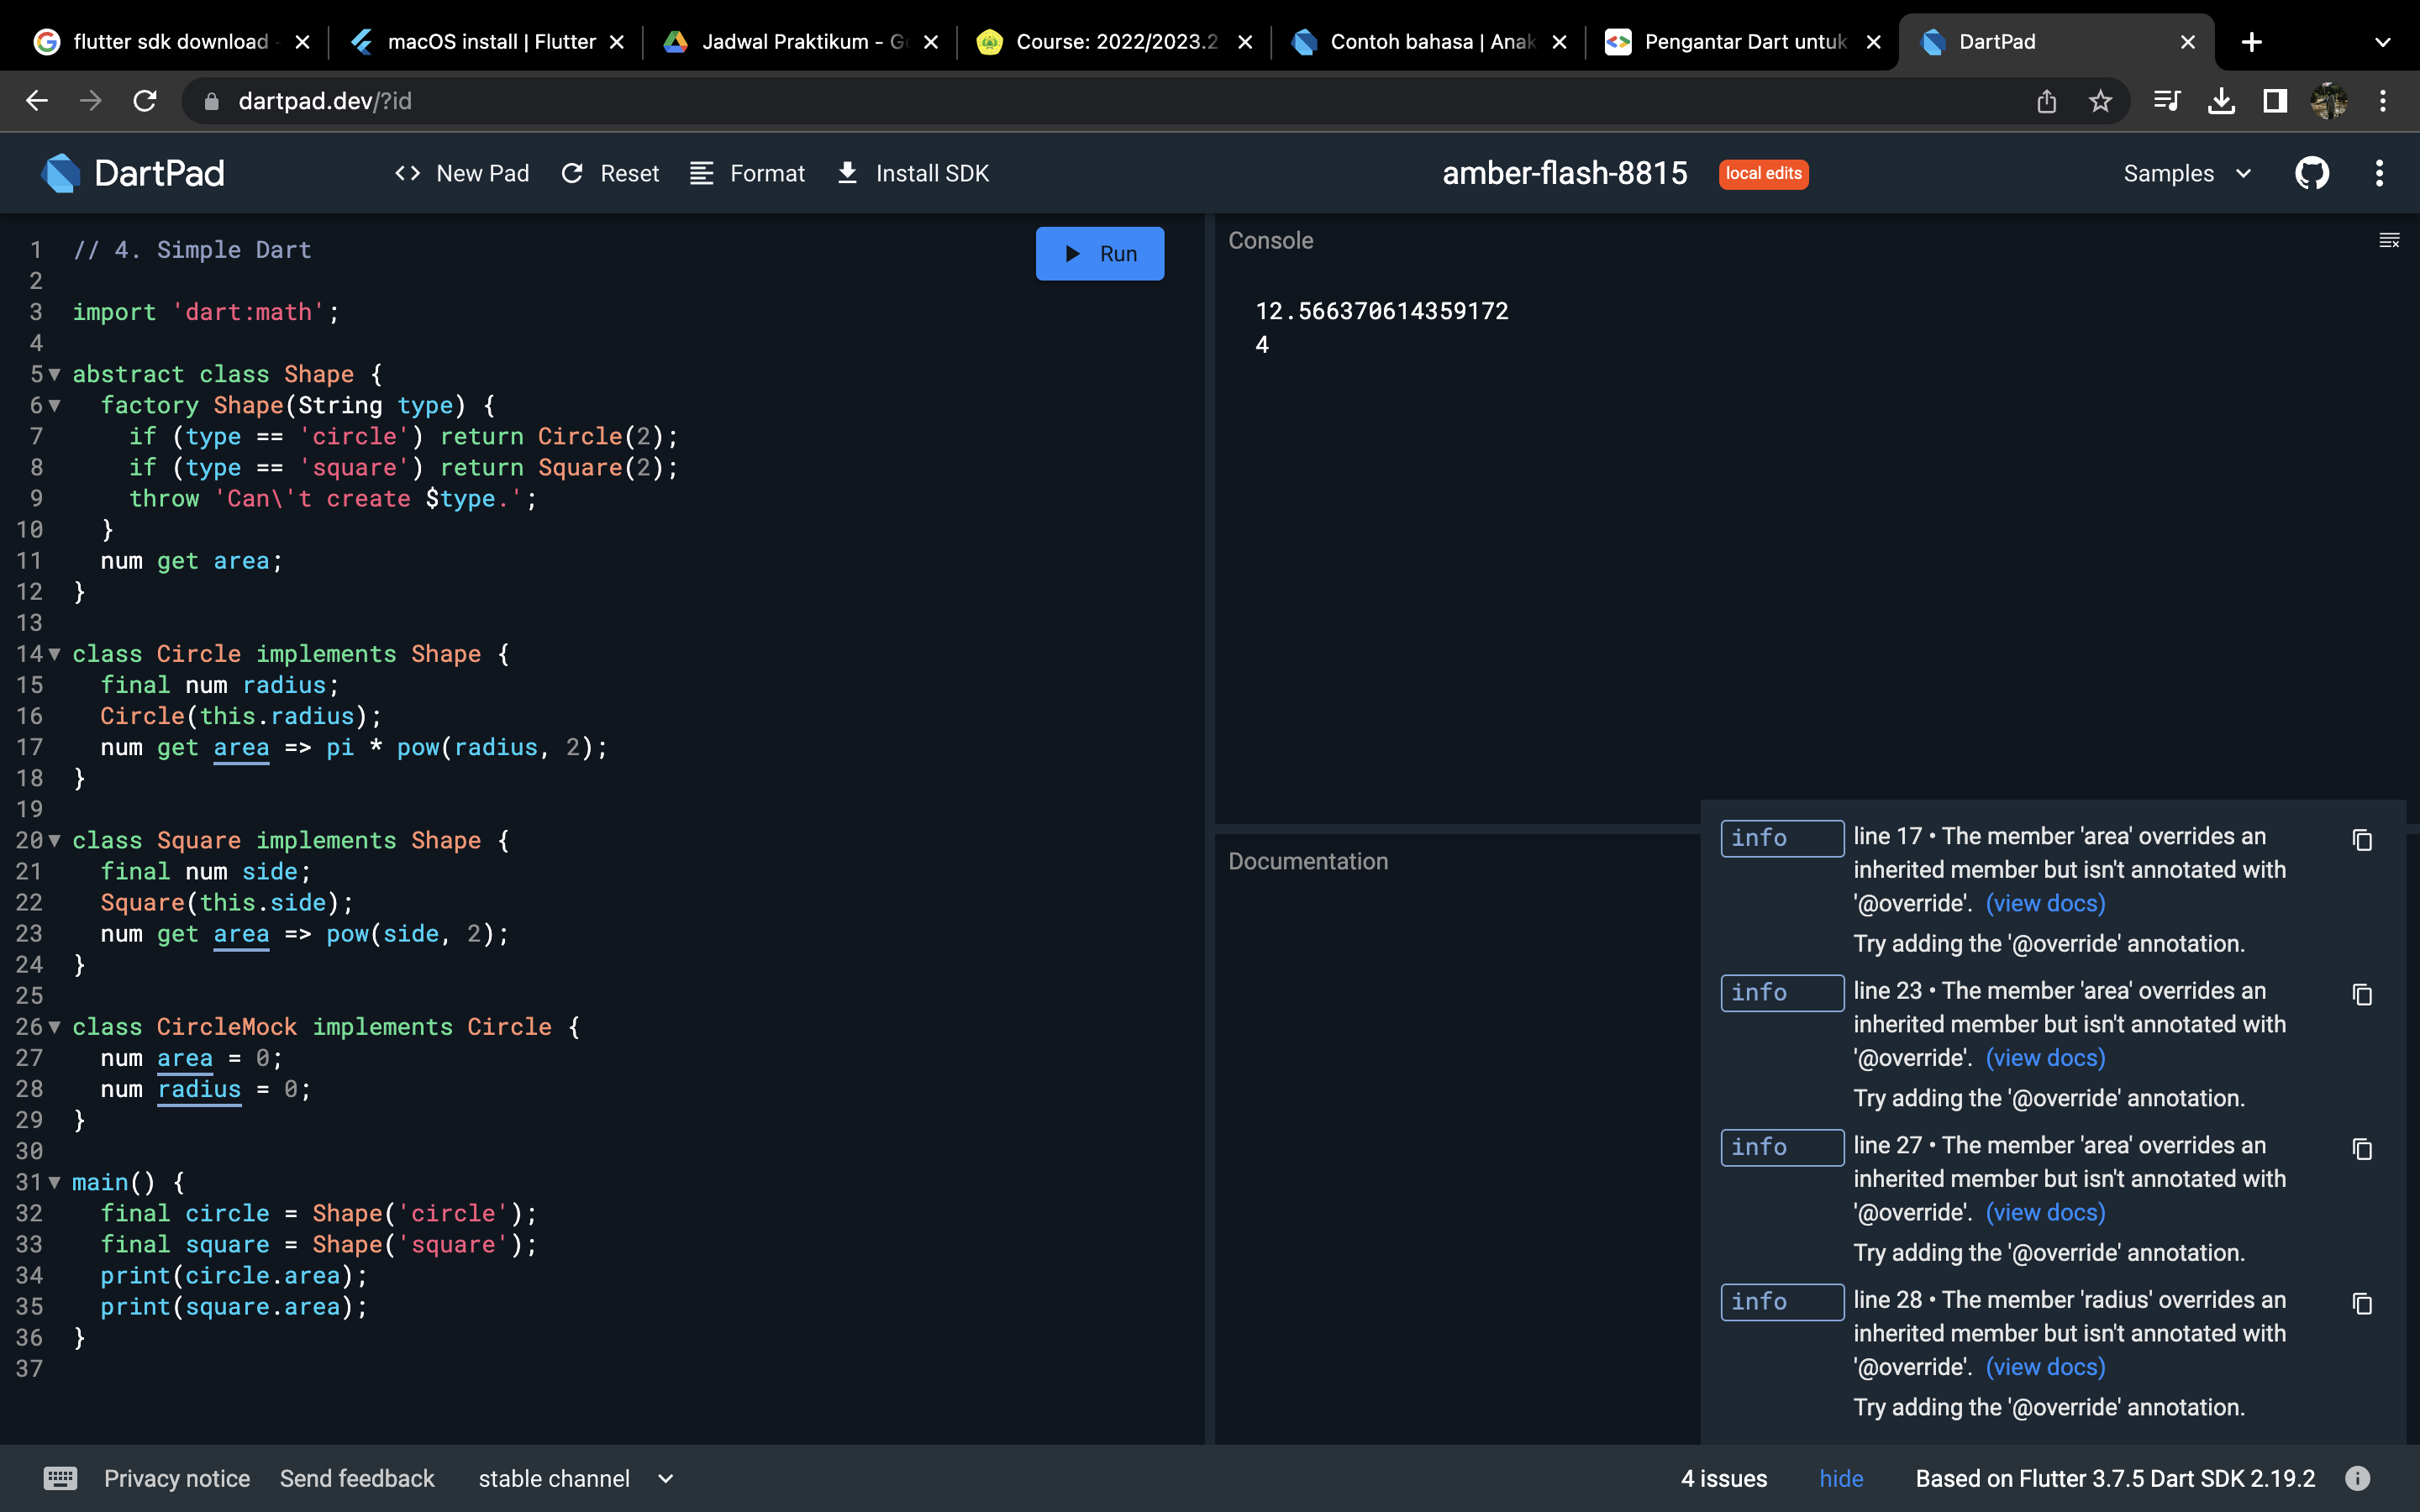 flutter sdk download
macOS install | Flutter
Jadwal Praktikum - Go
Course: 2022/2023.2
Contoh bahasa | Anak
Pengantar Dart untuk
DartPad
dartpad.dev/?id
DartPad
<> New Pad
Reset
Format
Install SDK
amber-flash-8815
local edits
Samples
Run
1 // 4. Simple Dart
2
3 import 'dart:math';
4
5 abstract class Shape {
6 factory Shape(String type) {
7 if (type == 'circle') return Circle(2);
8 if (type == 'square') return Square(2);
9 throw 'Can\'t create $type.';
10 }
11 num get area;
12 }
13
14 class Circle implements Shape {
15 final num radius;
16 Circle(this.radius);
17 num get area => pi * pow(radius, 2);
18 }
19
20 class Square implements Shape {
21 final num side;
22 Square(this.side);
23 num get area => pow(side, 2);
24 }
25
26 class CircleMock implements Circle {
27 num area = 0;
28 num radius = 0;
29 }
30
31 main() {
32 final circle = Shape('circle');
33 final square = Shape('square');
34 print(circle.area);
35 print(square.area);
36 }
37
Console
12.566370614359172
4
Documentation
info
line 17 • The member 'area' overrides an
inherited member but isn't annotated with
'@override'. (view docs)
Try adding the '@override' annotation.
info
line 23 • The member 'area' overrides an
inherited member but isn't annotated with
'@override'. (view docs)
Try adding the '@override' annotation.
info
line 27 • The member 'area' overrides an
inherited member but isn't annotated with
'@override'. (view docs)
Try adding the '@override' annotation.
info
line 28 • The member 'radius' overrides an
inherited member but isn't annotated with
'@override'. (view docs)
Try adding the '@override' annotation.
Privacy notice
Send feedback
stable channel
4 issues
hide
Based on Flutter 3.7.5 Dart SDK 2.19.2